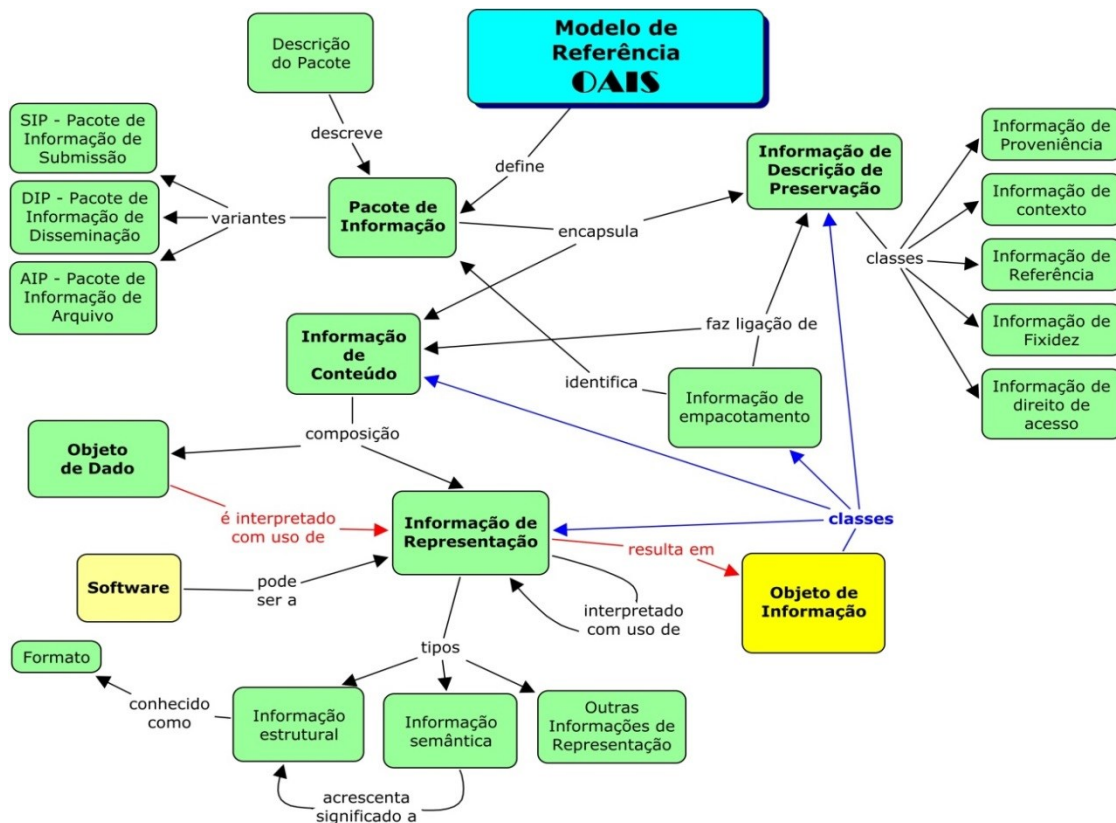 Modelo de
Referência
OAIS
Descrição
do Pacote
descreve
define
SIP - Pacote de
Informação de
Submissão
DIP - Pacote de
Informação de
Disseminação
AIP - Pacote de
Informação de
Arquivo
variantes
Pacote de
Informação
encapsula
Informação de
Descrição de
Preservação
classes
Informação de
Proveniência
Informação de
contexto
Informação de
Referência
Informação de
Fixidez
Informação de
direito de
acesso
Informação
de
Conteúdo
faz ligação de
identifica
Informação de
empacotamento
composição
Objeto
de Dado
é interpretado
com uso de
Informação de
Representação
classes
resulta em
Objeto de
Informação
Software
pode
ser a
interpretado
com uso de
tipos
Formato
conhecido
como
Informação
estrutural
Informação
semântica
Outras
Informações de
Representação
acrescenta
significado a